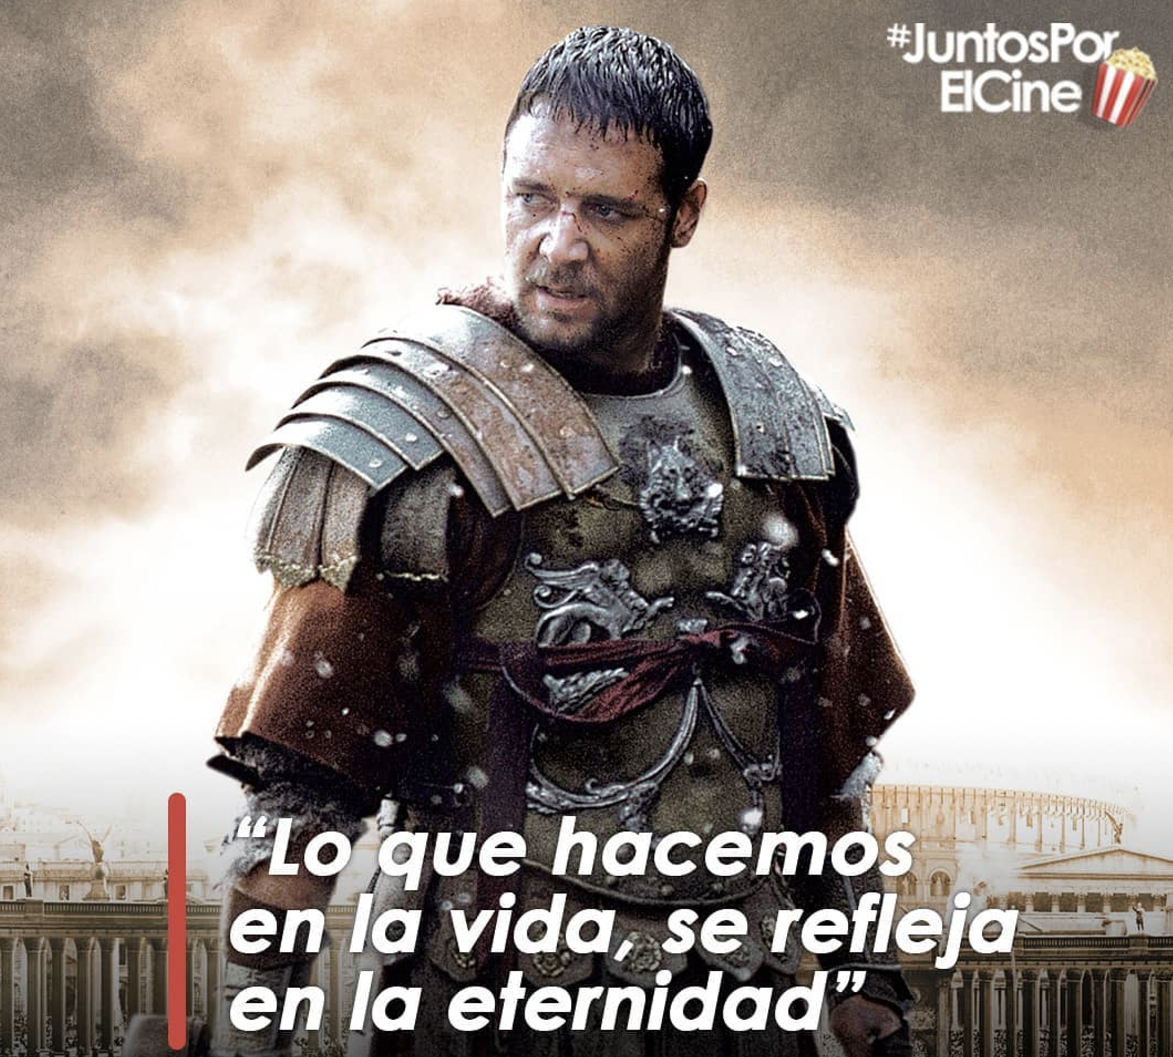 #JuntosPor
ElCine
“Lo que hacemos
en la vida, se refleja
en la eternidad”